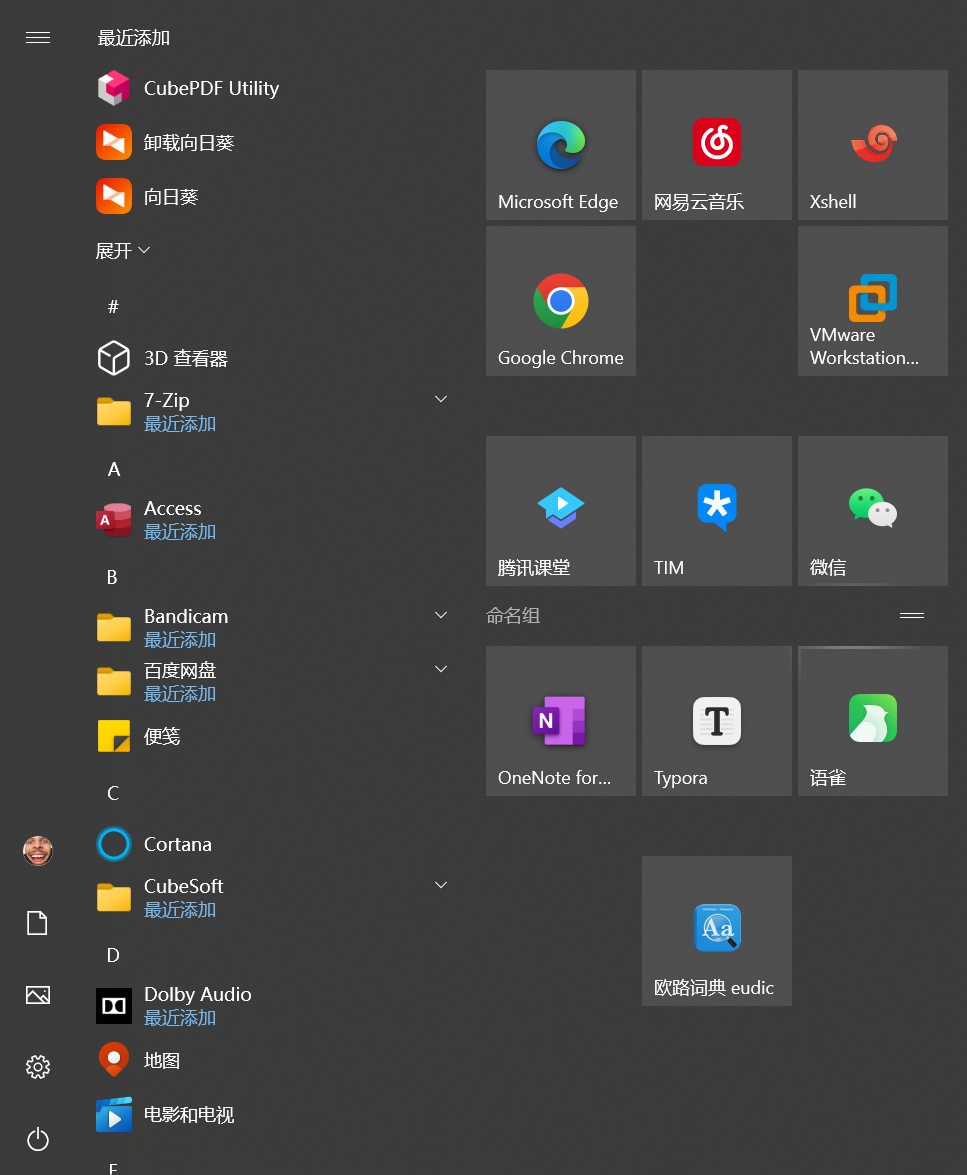 最近添加
CubePDF Utility
卸载向日葵
向日葵
展开
#
3D 查看器
7-Zip
最近添加
A
Access
最近添加
B
Bandicam
最近添加
百度网盘
最近添加
便笺
C
Cortana
CubeSoft
最近添加
D
Dolby Audio
最近添加
地图
电影和电视
Microsoft Edge
网易云音乐
Xshell
Google Chrome
VMware
Workstation...
腾讯课堂
TIM
微信
命名组
OneNote for...
Typora
语雀
欧路词典 eudic